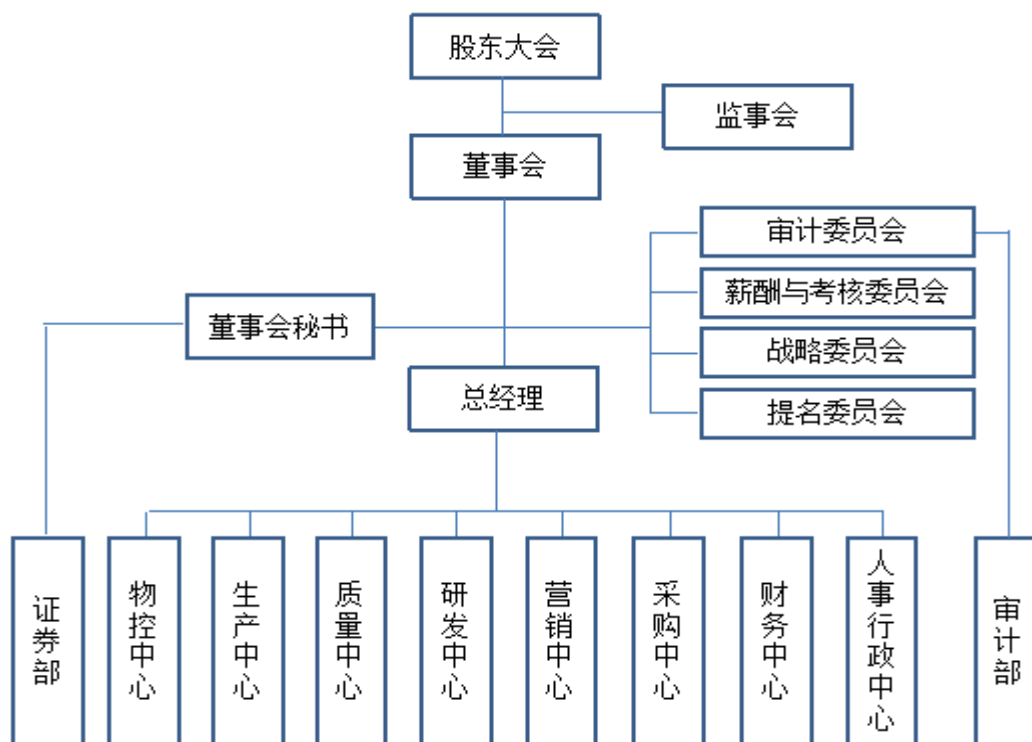 股东大会
监事会
董事会
审计委员会
薪酬与考核委员会
董事会秘书
战略委员会
总经理
提名委员会
证券部
物控中心
生产中心
质量中心
研发中心
营销中心
采购中心
财务中心
人事行政中心
审计部